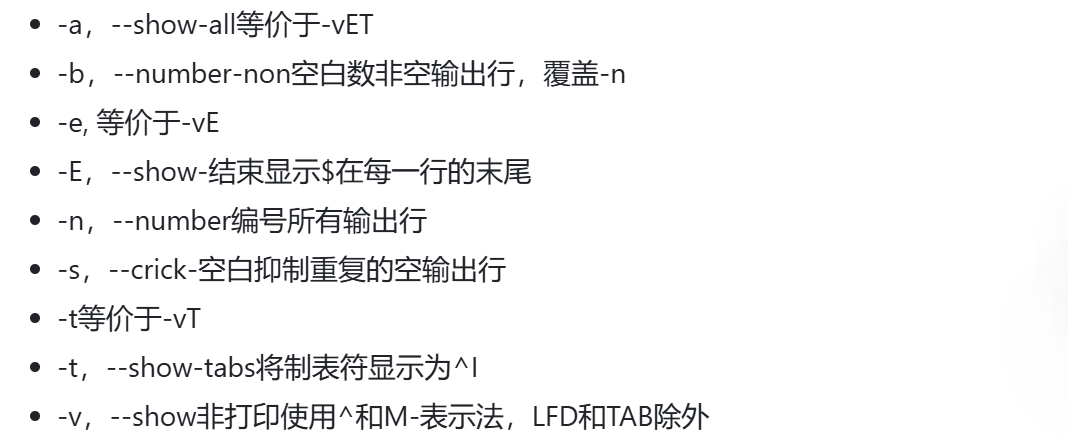 -a，--show-all等价于-vET
-b，--number-non空白数非空输出行，覆盖-n
-e, 等价于-vE
-E，--show-结束显示$在每一行的末尾
-n，--number编号所有输出行
-s，--crick-空白抑制重复的空输出行
-t等价于-vT
-t，--show-tabs将制表符显示为^I
-v，--show非打印使用^和M-表示法，LFD和TAB除外